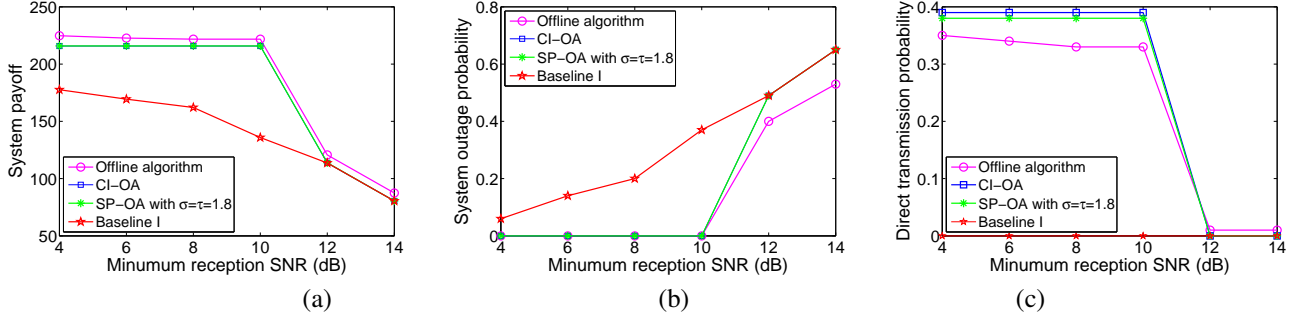 250
200
150
100
50
System payoff
Offline algorithm
CI-OA
SP-OA with σ=τ=1.8
Baseline I
4 6 8 10 12 14
Minumum reception SNR (dB)
(a)
0.8
0.6
0.4
0.2
0
System outage probability
Offline algorithm
CI-OA
SP-OA with σ=τ=1.8
Baseline I
4 6 8 10 12 14
Minumum reception SNR (dB)
(b)
0.4
0.3
0.2
0.1
0
Direct transmission probability
Offline algorithm
CI-OA
SP-OA with σ=τ=1.8
Baseline I
4 6 8 10 12 14
Minumum reception SNR (dB)
(c)